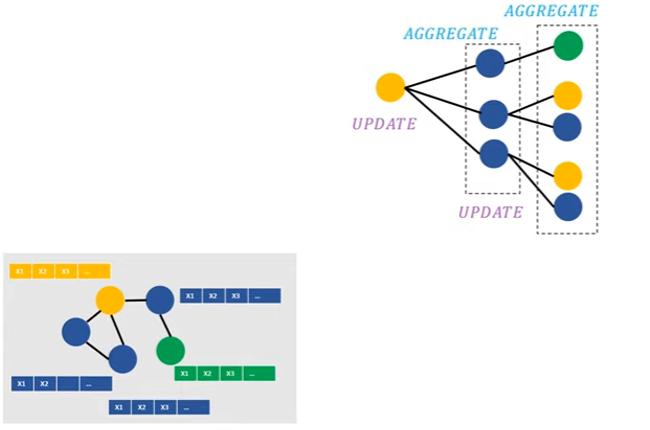 AGGREGATE
AGGREGATE
UPDATE
UPDATE
X1 X2 X3 ...
X1 X2 X3 ...
X1 X2 X3 ...
X1 X2 ...
X1 X2 X3 ...